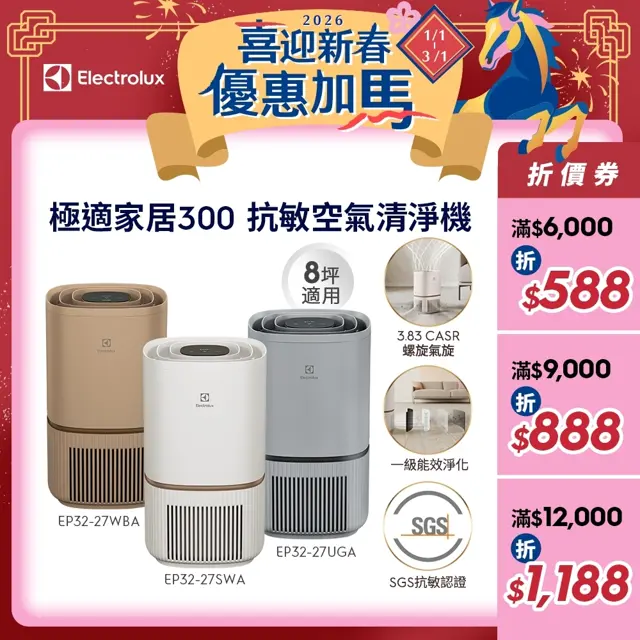 Electrolux
2026
喜迎新春
優惠加馬
1/1
3/1
極適家居300 抗敏空氣清淨機
8坪
適用
3.83 CASR
螺旋氣旋
一級能效淨化
SGS
SGS抗敏認證
Electrolux
Electrolux
Electrolux
EP32-27WBA
EP32-27SWA
EP32-27UGA
折價券
滿$6,000
折
$588
滿$9,000
折
$888
滿$12,000
折
$1,188